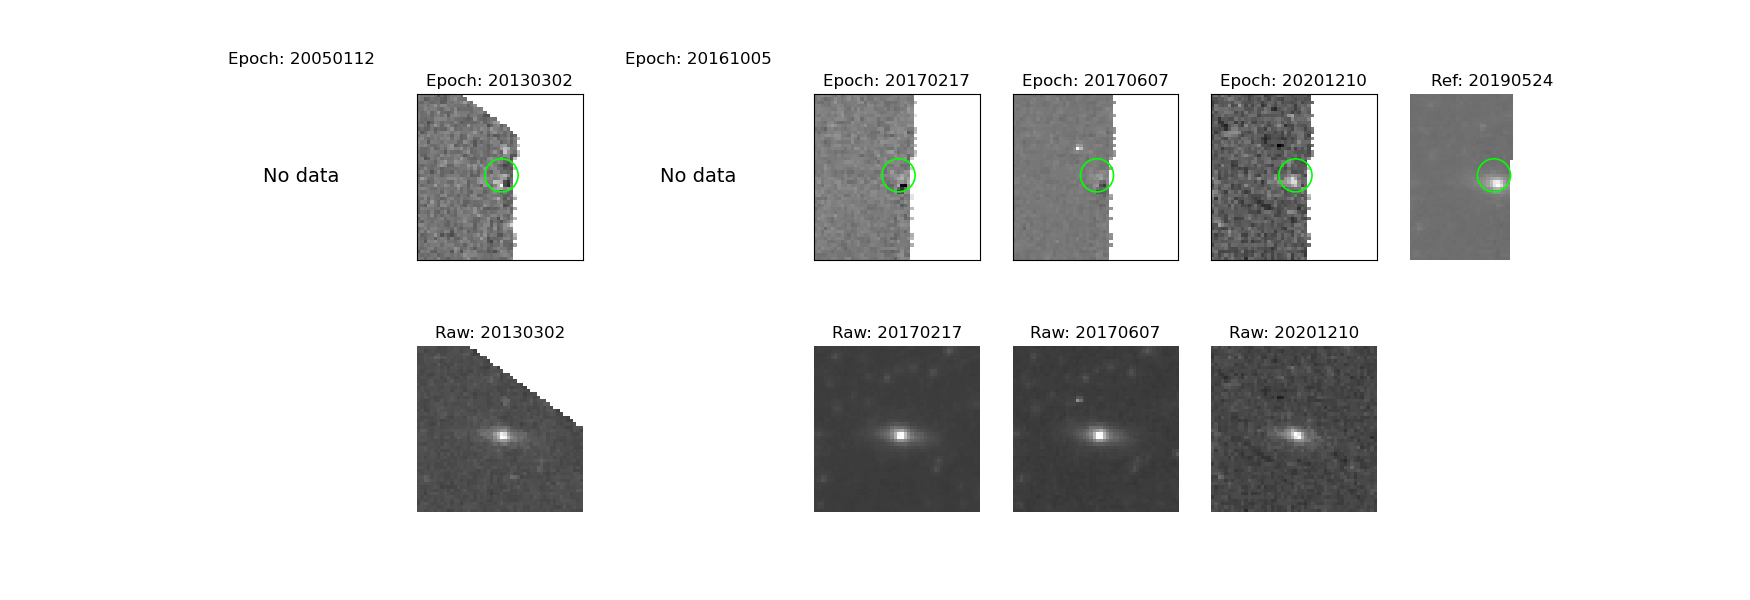 Epoch: 20050112
Epoch: 20130302
Epoch: 20161005
Epoch: 20170217
Epoch: 20170607
Epoch: 20201210
Ref: 20190524
No data
No data
Raw: 20130302
Raw: 20170217
Raw: 20170607
Raw: 20201210